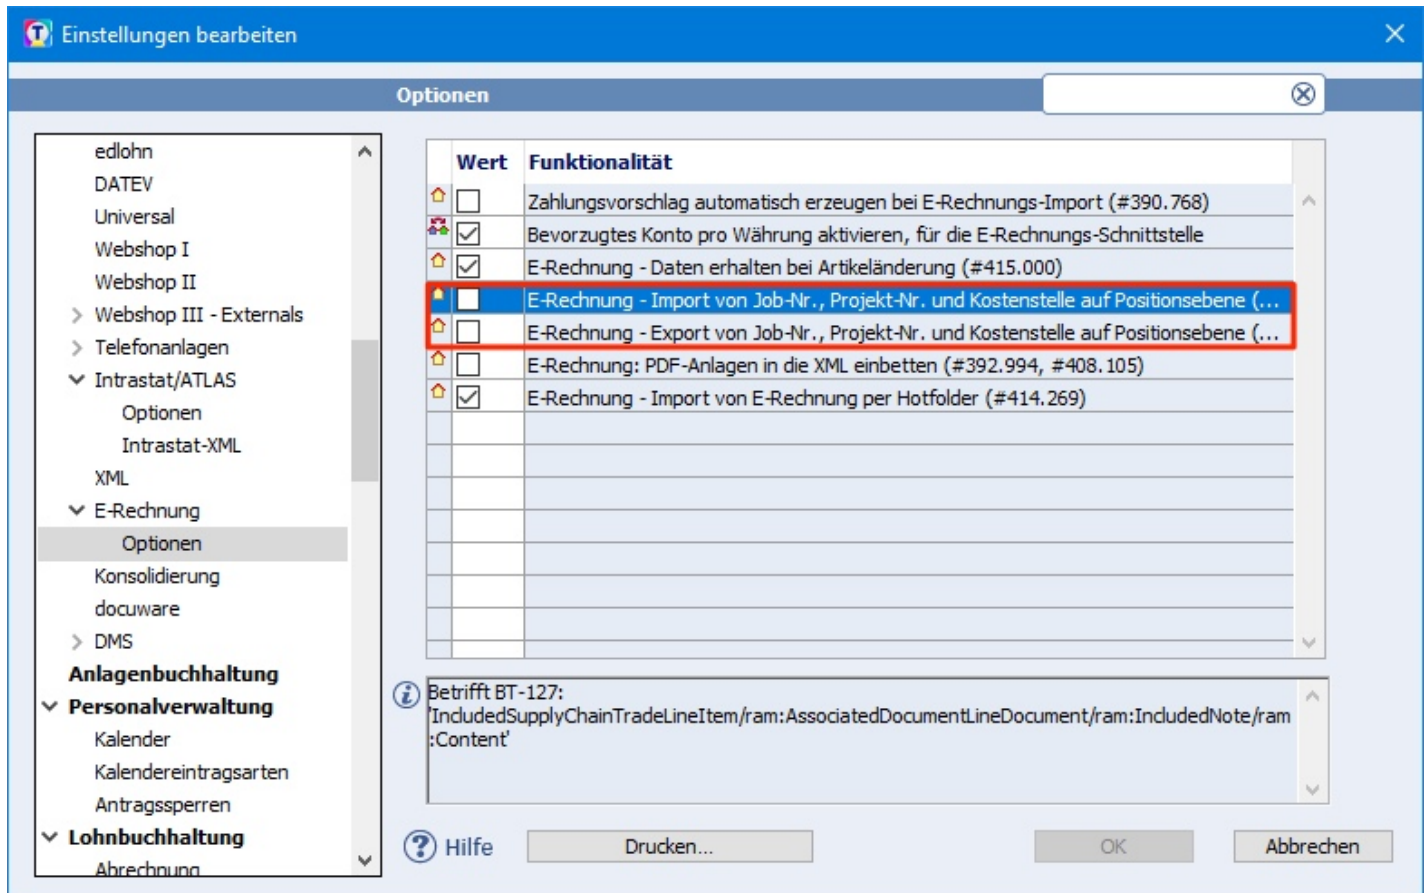 Einstellungen bearbeiten
Optionen
edlohn
DATEV
Universal
Webshop I
Webshop II
Webshop III - Externals
Telefonanlagen
Intrastat/ATLAS
Optionen
Intrastat-XML
XML
E-Rechnung
Optionen
Konsolidierung
docuware
DMS
Anlagenbuchhaltung
Personalverwaltung
Kalender
Kalendereintragsarten
Antragssperren
Lohnbuchhaltung
Abrechnung
Wert Funktionalität
Zahlungsvorschlag automatisch erzeugen bei E-Rechnungs-Import (#390.768)
Bevorzugtes Konto pro Währung aktivieren, für die E-Rechnungs-Schnittstelle
E-Rechnung - Daten erhalten bei Artikeländerung (#415.000)
E-Rechnung - Import von Job-Nr., Projekt-Nr. und Kostenstelle auf Positionsebene (...
E-Rechnung - Export von Job-Nr., Projekt-Nr. und Kostenstelle auf Positionsebene (...
E-Rechnung: PDF-Anlagen in die XML einbetten (#392.994, #408.105)
E-Rechnung - Import von E-Rechnung per Hotfolder (#414.269)
Betrifft BT-127:
'IncludedSupplyChainTradeLineItem/ram:AssociatedDocumentLineDocument/ram:IncludedNote/ram
:Content'
Hilfe
Drucken...
OK
Abbrechen